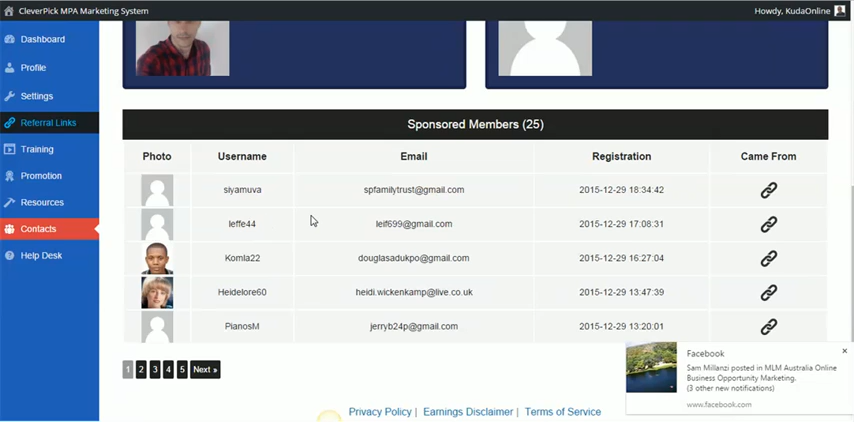 CleverPick MPA Marketing System
Howdy, KudaOnline
Dashboard
Profile
Settings
Referral Links
Training
Promotion
Resources
Contacts
Help Desk
Sponsored Members (25)
Photo Username Email Registration Came From
siyamuva spfamilytrust@gmail.com 2015-12-29 18:34:42
leffe44 leif699@gmail.com 2015-12-29 17:08:31
Komla22 douglasadukpo@gmail.com 2015-12-29 16:27:04
Heidelore60 heidi.wickenkamp@live.co.uk 2015-12-29 13:47:39
PianosM jerryb24p@gmail.com 2015-12-29 13:20:01
1 2 3 4 5 Next »
Facebook
Sam Millanzi posted in MLM Australia Online
Business Opportunity Marketing.
(3 other new notifications)
www.facebook.com
Privacy Policy | Earnings Disclaimer | Terms of Service